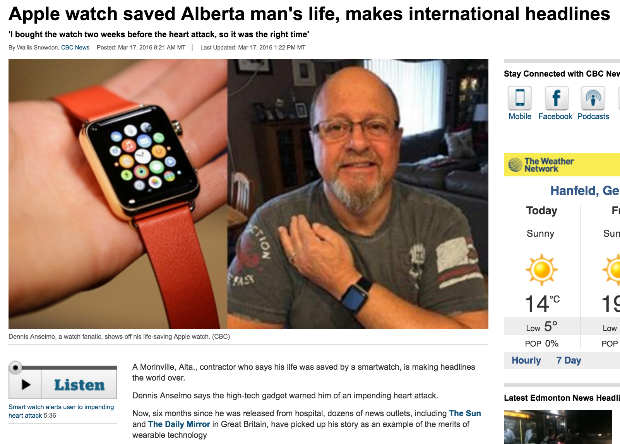 Apple watch saved Alberta man's life, makes international headlines
'I bought the watch two weeks before the heart attack, so it was the right time'
By Wallis Snowdon, CBC News Posted: Mar 17, 2016 8:21 AM MT | Last Updated: Mar 17, 2016 1:22 PM MT
Stay Connected with CBC New
Mobile Facebook Podcasts
The Weather
Network
Hanfeld, Ge
Today Fr
Sunny Sun
14°C 19
Low 5° Low
POP 0% POP
Hourly 7 Day
Dennis Anselmo, a watch fanatic, shows off his life-saving Apple watch. (CBC)
Listen
Smart watch alerts user to impending
heart attack 5:36
A Morinville, Alta., contractor who says his life was saved by a smartwatch, is making headlines
the world over.
Dennis Anselmo says the high-tech gadget warned him of an impending heart attack.
Now, six months since he was released from hospital, dozens of news outlets, including The Sun
and The Daily Mirror in Great Britain, have picked up his story as an example of the merits of
wearable technology
Latest Edmonton News Headli